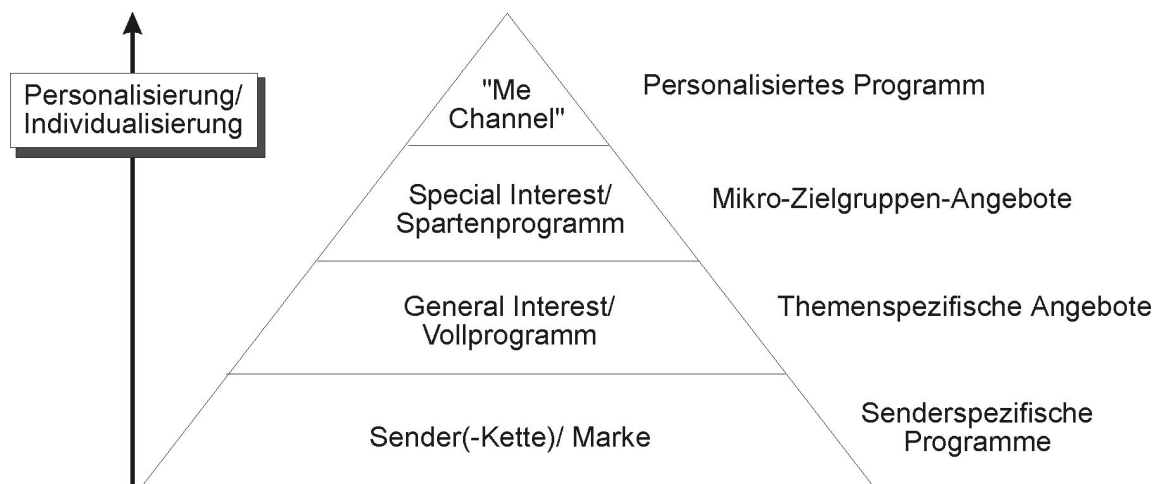 Personalisierung/
Individualisierung
"Me
Channel"
Personalisiertes Programm
Special Interest/
Spartenprogramm
Mikro-Zielgruppen-Angebote
General Interest/
Vollprogramm
Themenspezifische Angebote
Sender(-Kette)/ Marke
Senderspezifische
Programme